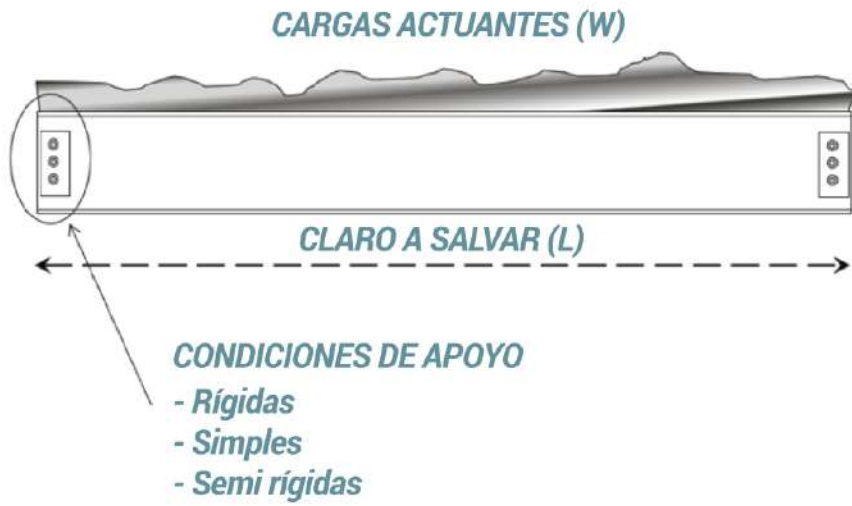 CARGAS ACTUANTES (W)
CLARO A SALVAR (L)
CONDICIONES DE APOYO
- Rígidas
- Simples
- Semi rígidas